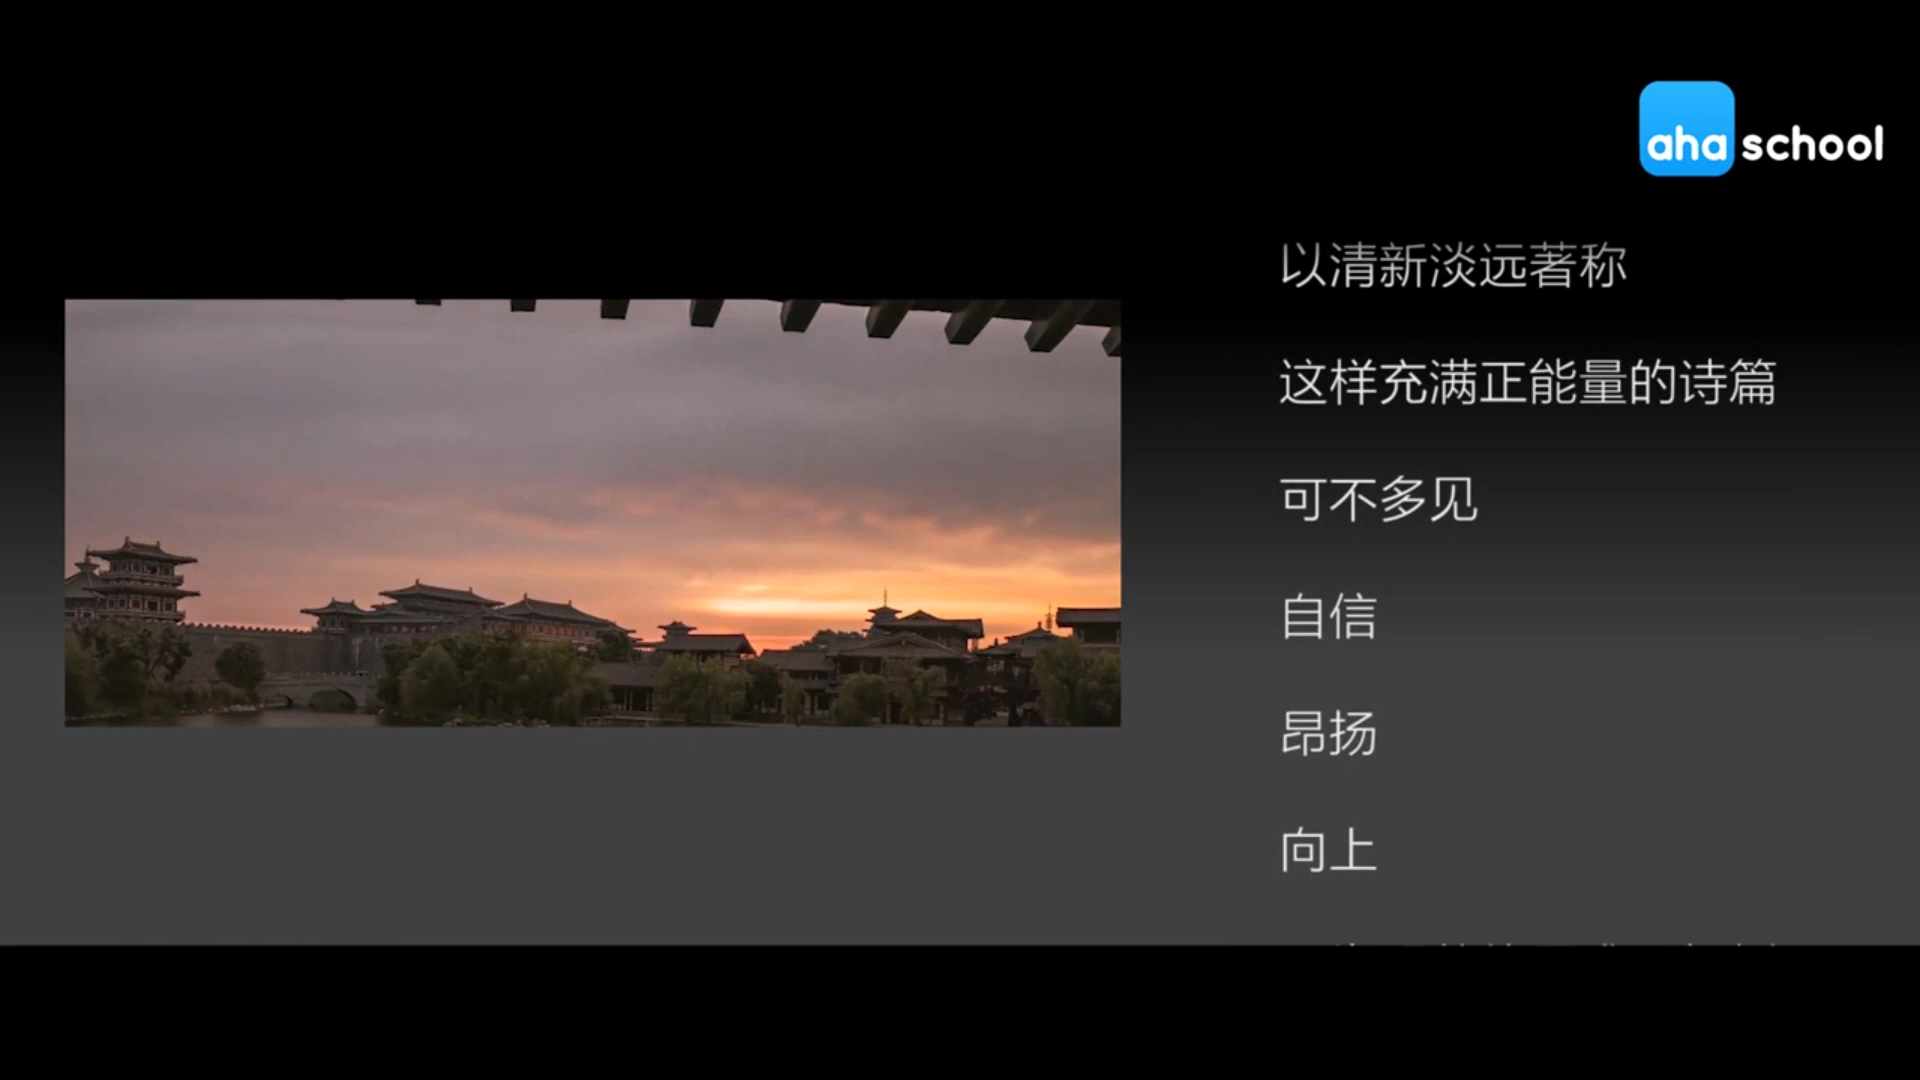 aha school
以清新淡远著称
这样充满正能量的诗篇
可不多见
自信
昂扬
向上